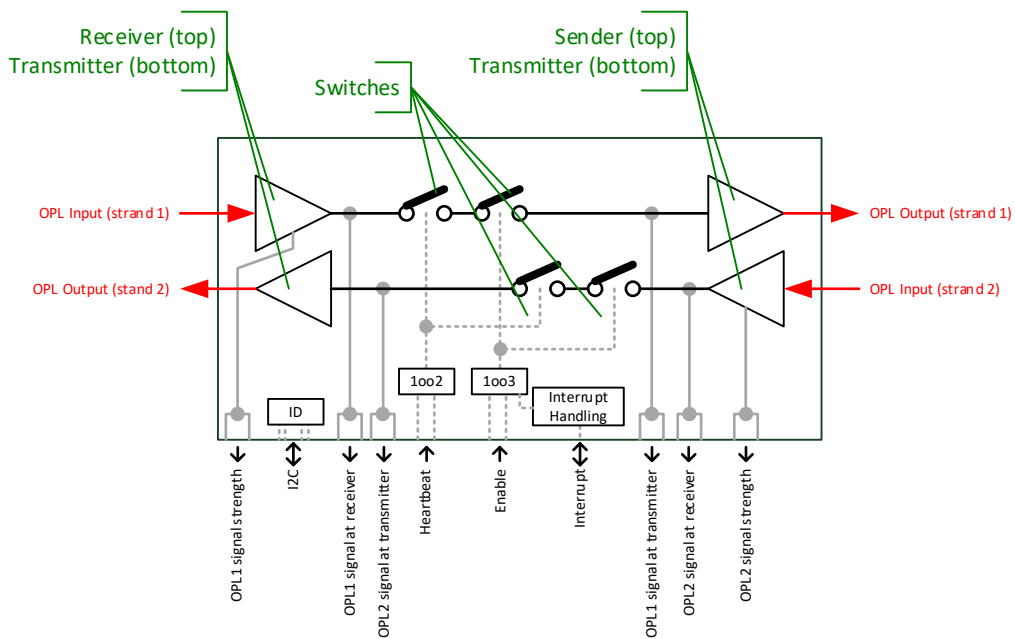 Receiver (top)
Transmitter (bottom)
Sender (top)
Transmitter (bottom)
Switches
OPL Input (strand 1)
OPL Output (strand 1)
OPL Output (stand 2)
OPL Input (strand 2)
1oo2
1oo3
Interrupt
Handling
ID
OPL1 signal strength
I2C
OPL1 signal at receiver
OPL2 signal at transmitter
Heartbeat
Enable
Interrupt
OPL1 signal at transmitter
OPL2 signal at receiver
OPL2 signal strength